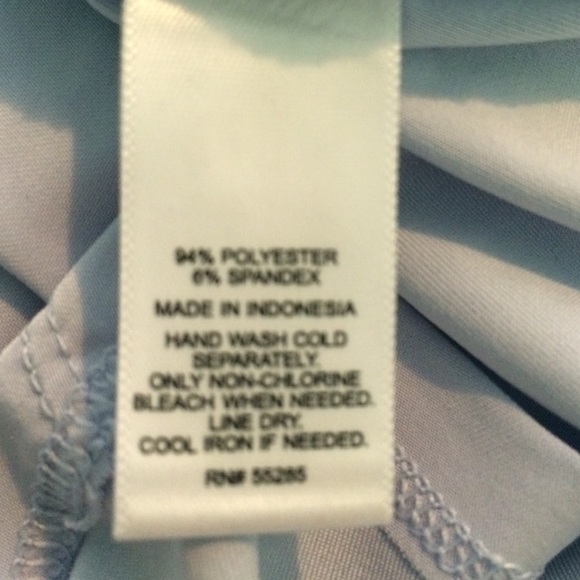 94% POLYESTER
6% SPANDEX
MADE IN INDONESIA
HAND WASH COLD
SEPARATELY.
ONLY NON-CHLORINE
BLEACH WHEN NEEDED.
LINE DRY.
COOL IRON IF NEEDED.
RN# 55285